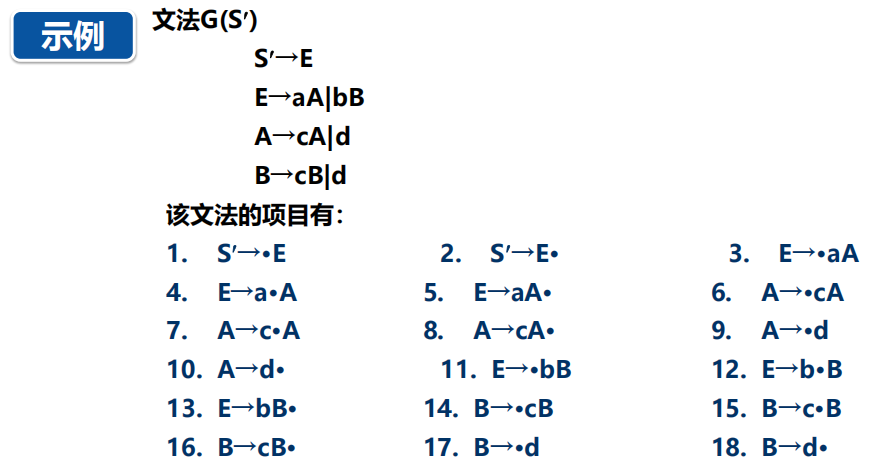 示例
文法G(S′)
S′→E
E→aA|bB
A→cA|d
B→cB|d
该文法的项目有：
1. S′→•E 2. S′→E• 3. E→•aA
4. E→a•A 5. E→aA• 6. A→•cA
7. A→c•A 8. A→cA• 9. A→•d
10. A→d• 11. E→•bB 12. E→b•B
13. E→bB• 14. B→•cB 15. B→c•B
16. B→cB• 17. B→•d 18. B→d•